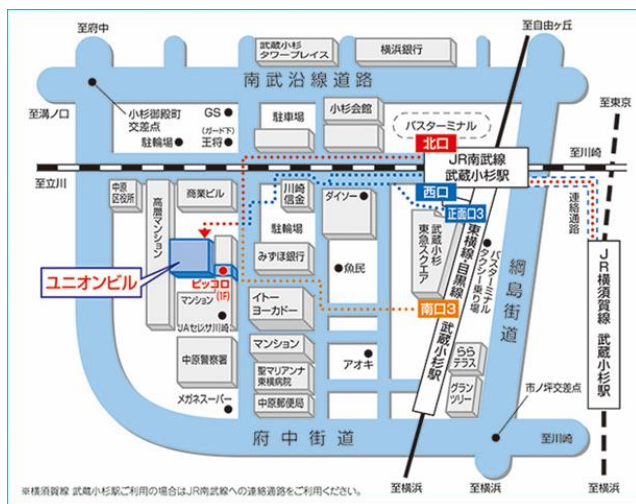 至府中
至自由ヶ丘
武蔵小杉
タワープレイス
横浜銀行
南武沿線道路
至溝ノ口
小杉御殿町
交差点
GS
(ガード下)
駐輪場
王将
駐車場
小杉会館
バスターミナル
至東京
北口
JR南武線
武蔵小杉駅
至川崎
至立川
中原
区役所
高層マンション
商業ビル
川崎
信金
ダイソー
西口
正面口3
連絡通路
駐輪場
武蔵小杉
東急スクエア
東横線・目黒線
武蔵小杉駅
バスターミナル
タクシー乗り場
綱島街道
JR横須賀線
武蔵小杉駅
ユニオンビル
ピッコロ
(1F)
みずほ銀行
魚民
マンション
JAセレサ川崎
イトー
ヨーカドー
南口3
中原警察署
マンション
聖マリアンナ
東横病院
アオキ
ららテラス
グランツリー
メガネスーパー
中原郵便局
市ノ坪交差点
府中街道
至川崎
至横浜
至横浜
至横浜
※横須賀線 武蔵小杉駅ご利用の場合はJR南武線への連絡通路をご利用ください。